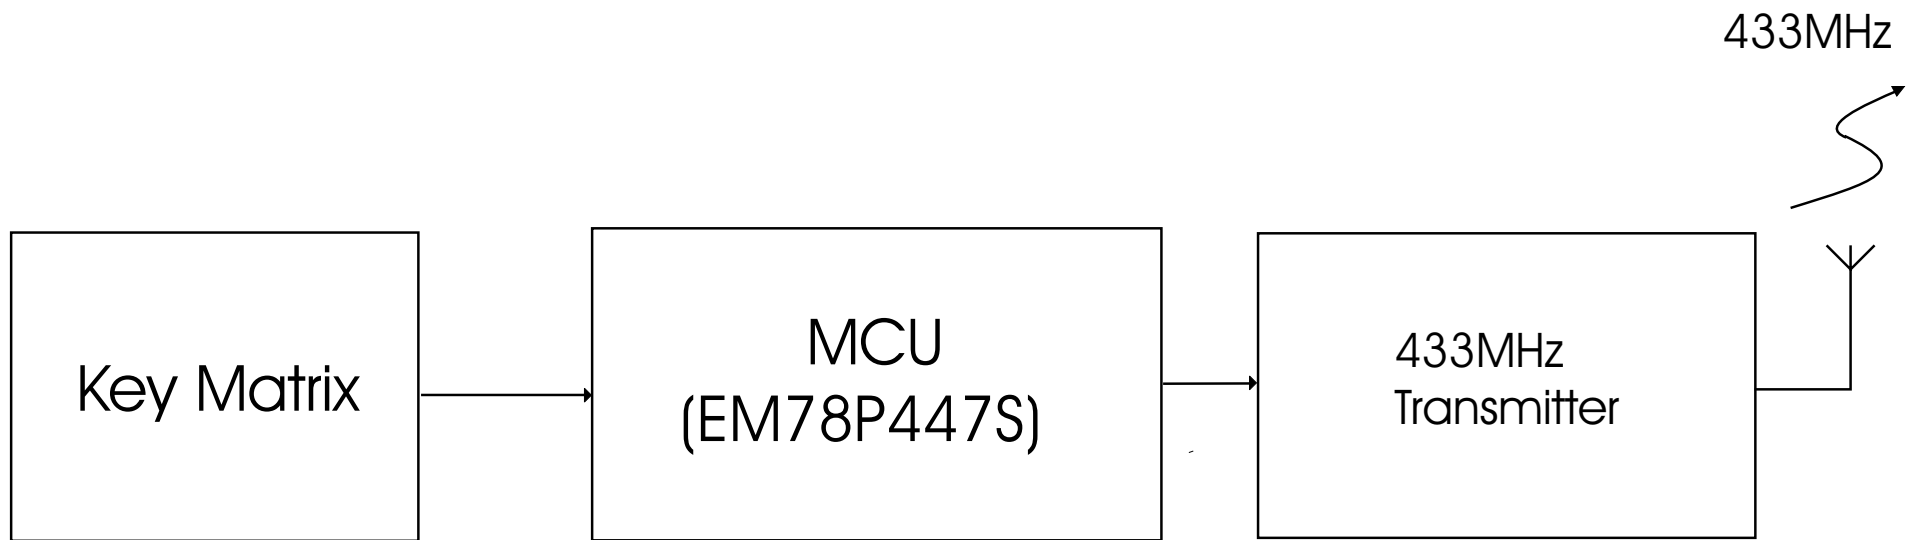 433MHz
Key Matrix
MCU
(EM78P447S)
433MHz
Transmitter